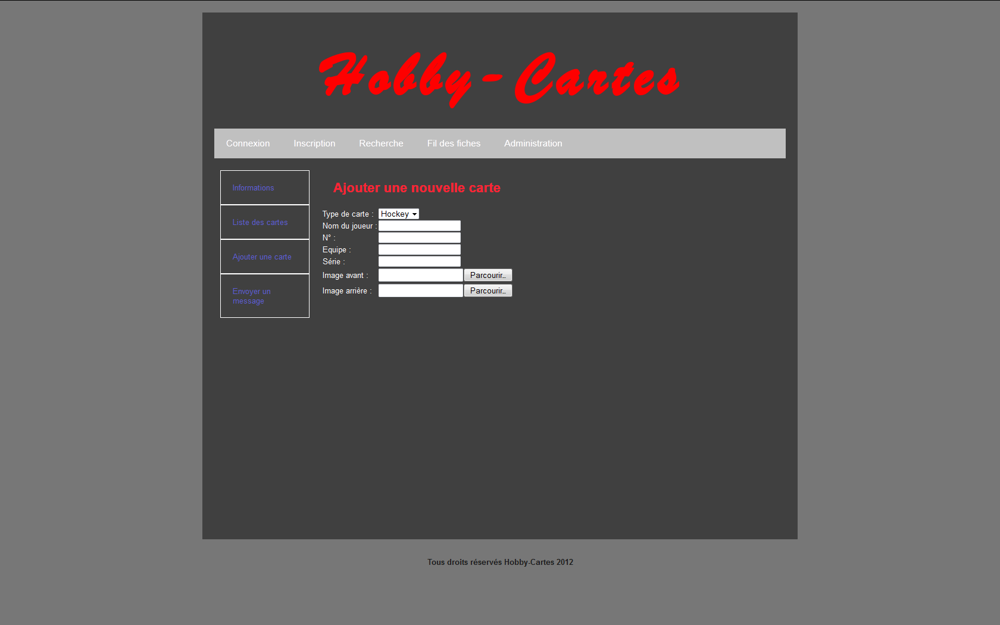 Hobby-Cartes
Connexion Inscription Recherche Fil des fiches Administration
Informations
Liste des cartes
Ajouter une carte
Envoyer un
message
Ajouter une nouvelle carte
Type de carte : Hockey
Nom du joueur :
N° :
Equipe :
Série :
Image avant : Parcourir...
Image arrière : Parcourir...
Tous droits réservés Hobby-Cartes 2012